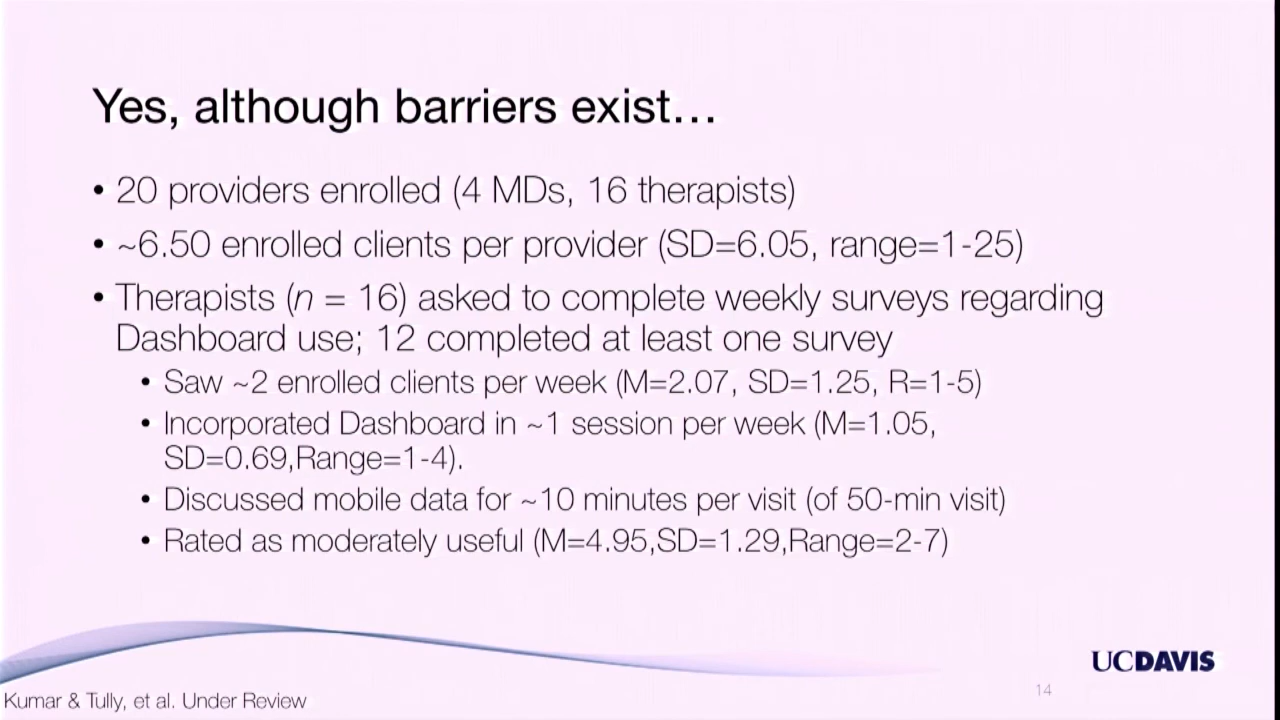 Yes, although barriers exist…
• 20 providers enrolled (4 MDs, 16 therapists)
• ~6.50 enrolled clients per provider (SD=6.05, range=1-25)
• Therapists (n = 16) asked to complete weekly surveys regarding
Dashboard use; 12 completed at least one survey
• Saw ~2 enrolled clients per week (M=2.07, SD=1.25, R=1-5)
• Incorporated Dashboard in ~1 session per week (M=1.05,
SD=0.69,Range=1-4).
• Discussed mobile data for ~10 minutes per visit (of 50-min visit)
• Rated as moderately useful (M=4.95,SD=1.29,Range=2-7)
UCDAVIS
14
Kumar & Tully, et al. Under Review